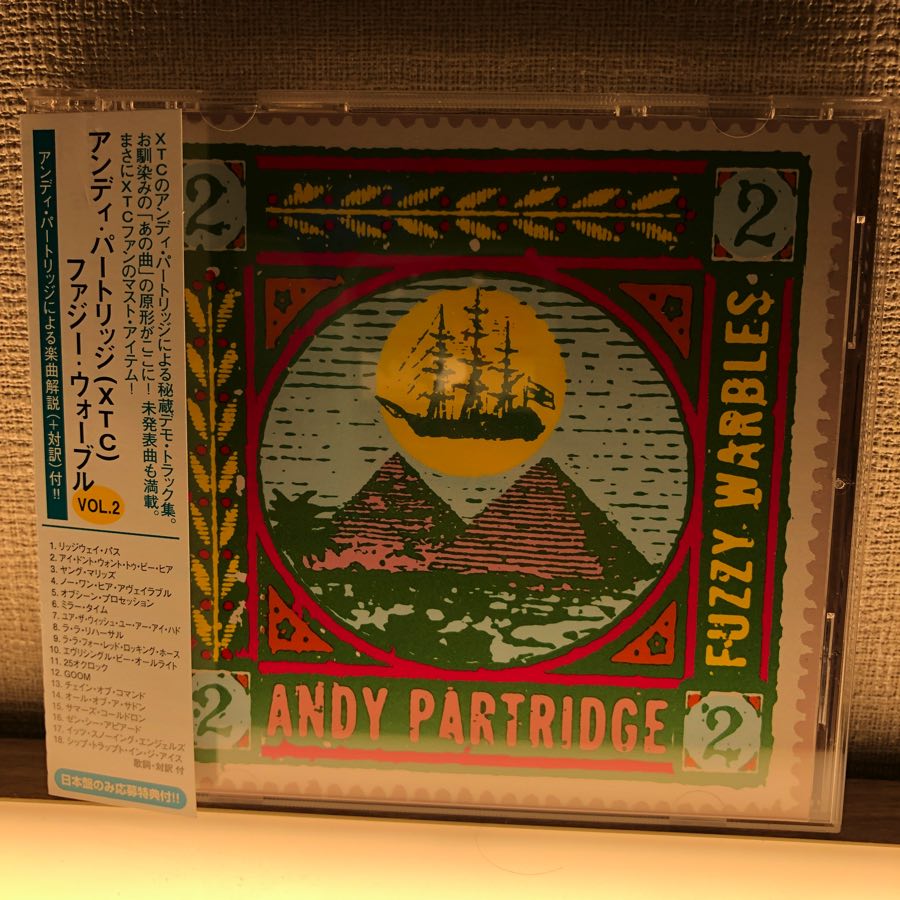 XTCのアンディ・パートリッジによる秘蔵デモ・トラック集。
お馴染みの「あの曲」の原形がここに! 未発表曲も満載。
まさにXTCファンのマスト・アイテム!
アンディ・パートリッジ(XTC)
ファジー・ウォーブル
VOL.2
アンディ・パートリッジによる楽曲解説(+対訳)付!!
1. リッジウェイ・パス
2. アイ・ドント・ウォント・トゥ・ビー・ヒア
3. ヤング・マリッズ
4. ノー・ワン・ヒア・アヴェイラブル
5. オブシーン・プロセッション
6. ミラー・タイム
7. ユア・ザ・ウィッシュ・ユー・アー・アイ・ハド
8. ラ・ラ・リハーサル
9. ラ・ラ・フォー・レッド・ロッキング・ホース
10. エヴリシングル・ビー・オールライト
11. 25オクロック
12. GOOM
13. チェイン・オブ・コマンド
14. オール・オブ・ア・サドン
15. サマーズ・コールドロン
16. ゼン・シー・アピアード
17. イッツ・スノーイング・エンジェルズ
18. シップ・トラップト・イン・ジ・アイス
歌詞・対訳 付
日本盤のみ応募特典付!!
2
2
FUZZY WARBLES
2
ANDY PARTRIDGE
2